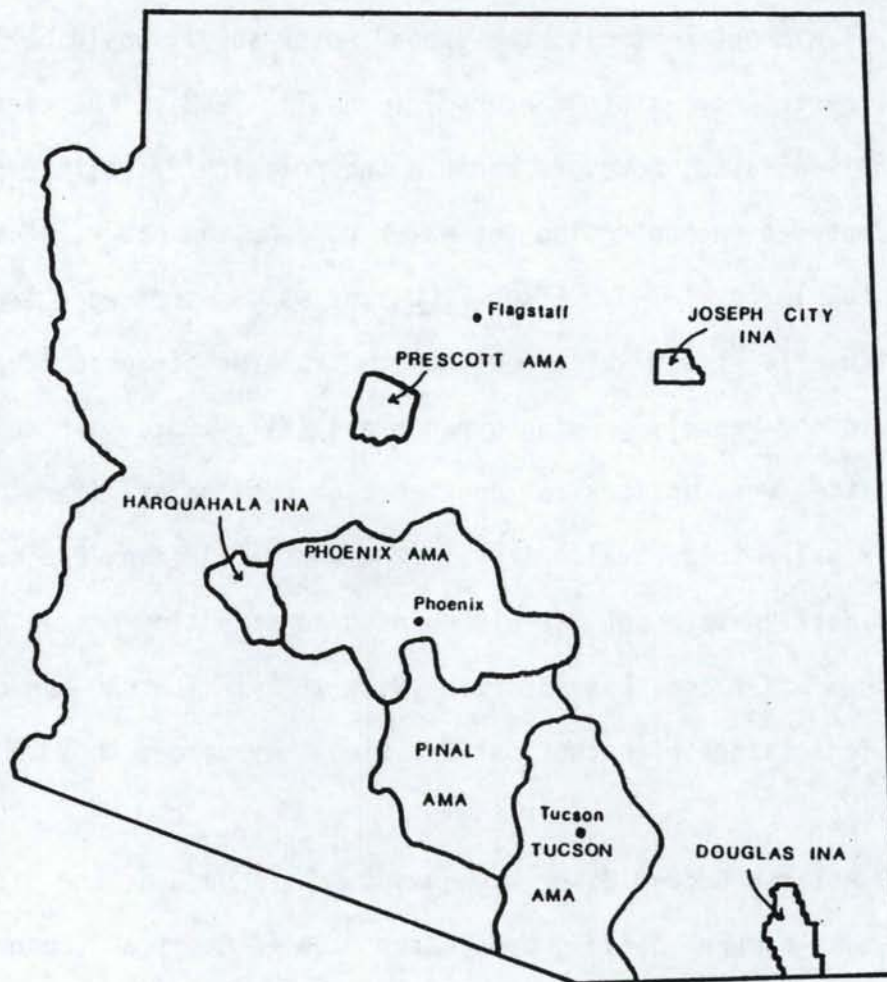 Flagstaff
JOSEPH CITY
INA
PRESCOTT AMA
HARQUAHALA INA
PHOENIX AMA
Phoenix
PINAL
AMA
Tucson
TUCSON
AMA
DOUGLAS INA